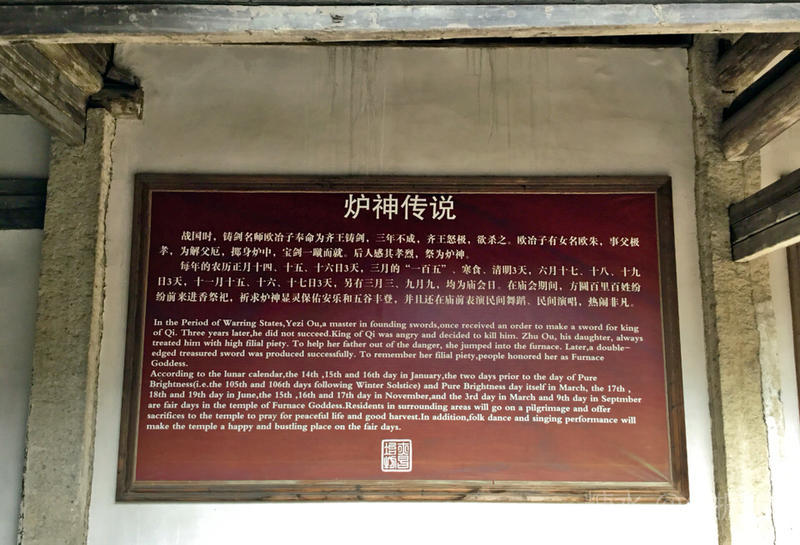 炉神传说
战国时，铸剑名师欧冶子奉命为齐王铸剑，三年不成，齐王怒极，欲杀之。欧冶子有女名欧朱，事父极
孝，为解父厄，掷身炉中，宝剑一蹴而就。后人感其孝烈，祭为炉神。
每年的农历正月十四、十五、十六日3天，三月的“一百五”、寒食、清明3天，六月十七、十八、十九
日3天，十一月十五、十六、十七日3天，另有三月三、九月九，均为庙会日。在庙会期间，方圆百里百姓纷
纷前来进香祭祀，祈求炉神显灵保佑安乐和五谷丰登，并且还在庙前表演民间舞蹈、民间演唱，热闹非凡。
In the Period of Warring States,Yezi Ou,a master in founding swords,once received an order to make a sword for king
of Qi. Three years later,he did not succeed.King of Qi was angry and decided to kill him. Zhu Ou, his daughter, always
treated him with high filial piety. To help her father out of the danger, she jumped into the furnace. Later,a double-
edged treasured sword was produced successfully. To remember her filial piety,people honored her as Furnace
Goddess.
According to the lunar calendar,the 14th ,15th and 16th day in January,the two days prior to the day of Pure
Brightness(i.e.the 105th and 106th days following Winter Solstice) and Pure Brightness day itself in March, the 17th ,
18th and 19th day in June,the 15th ,16th and 17th day in November,and the 3rd day in March and 9th day in Septmber
are fair days in the temple of Furnace Goddess.Residents in surrounding areas will go on a pilgrimage and offer
sacrifices to the temple to pray for peaceful life and good harvest.In addition,folk dance and singing performance will
make the temple a happy and bustling place on the fair days.